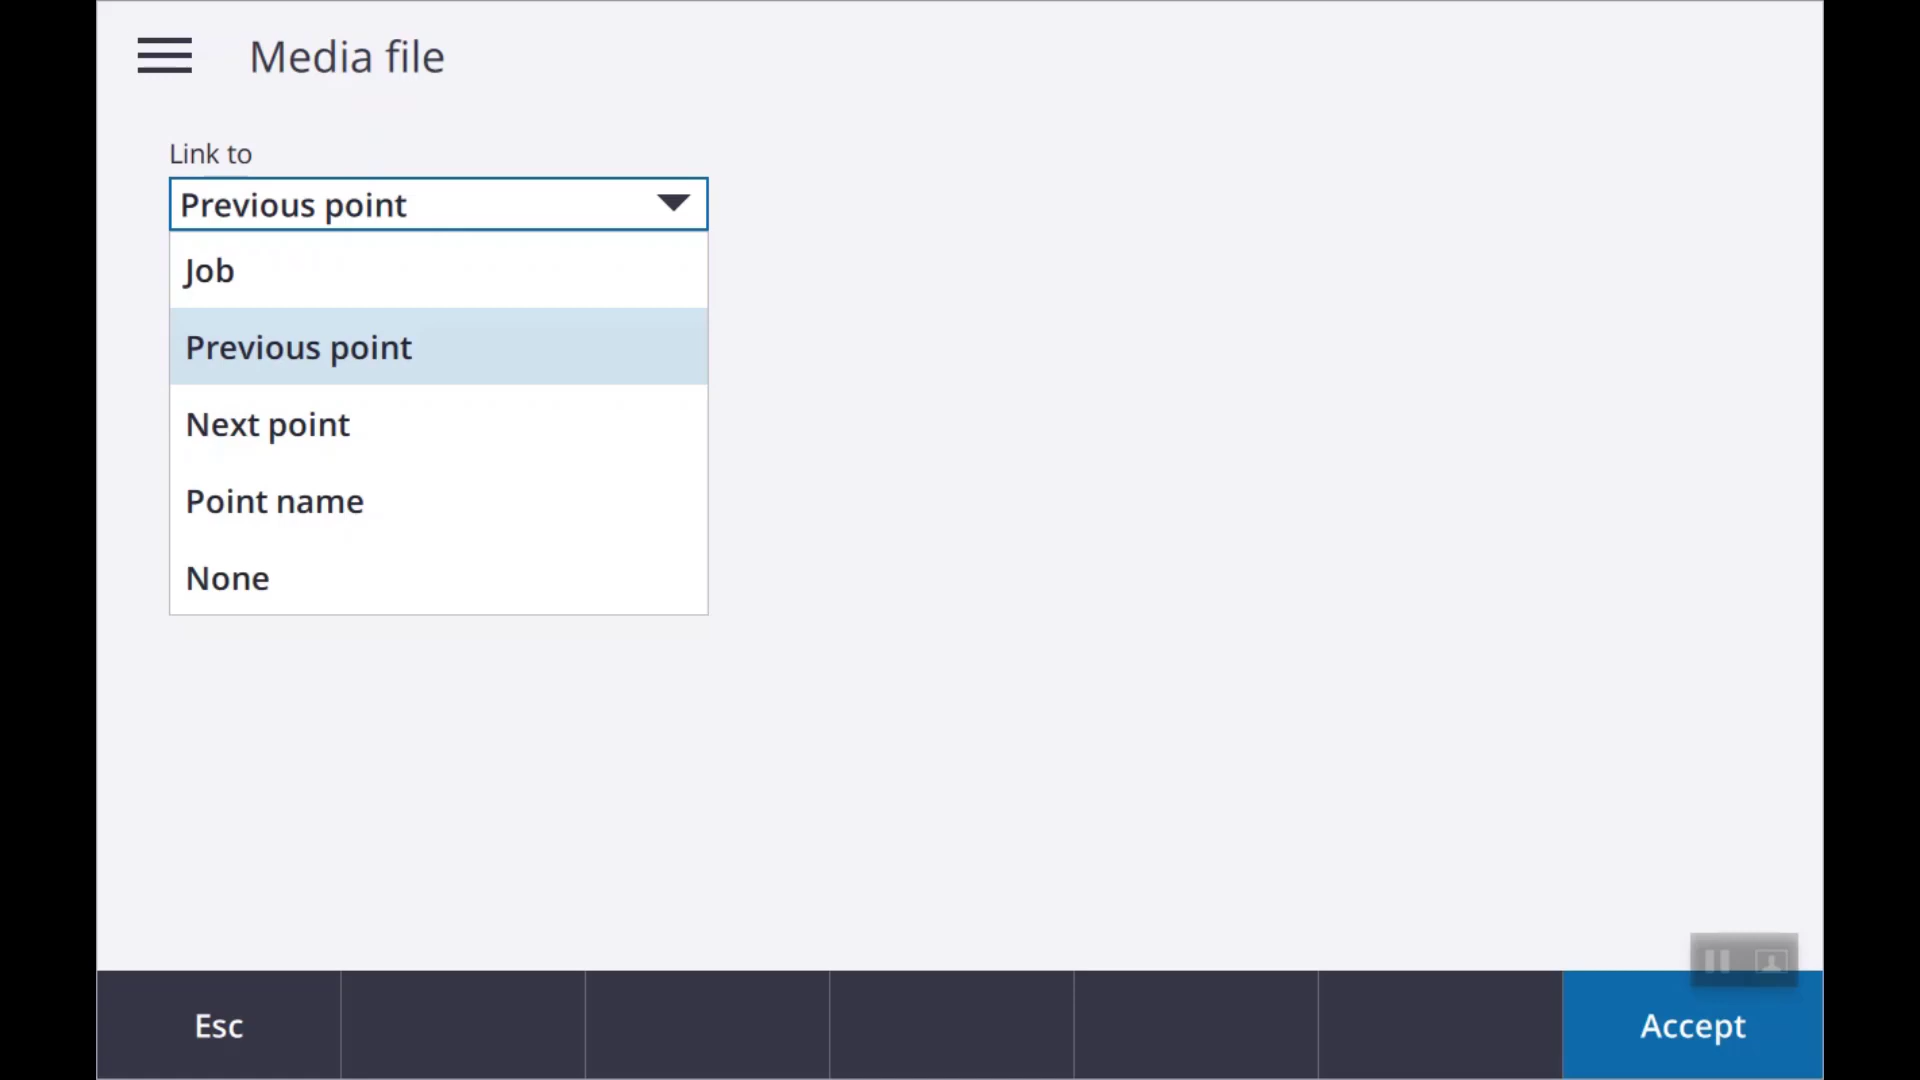 Media file
Link to
Previous point
Job
Previous point
Next point
Point name
None
Esc
Accept